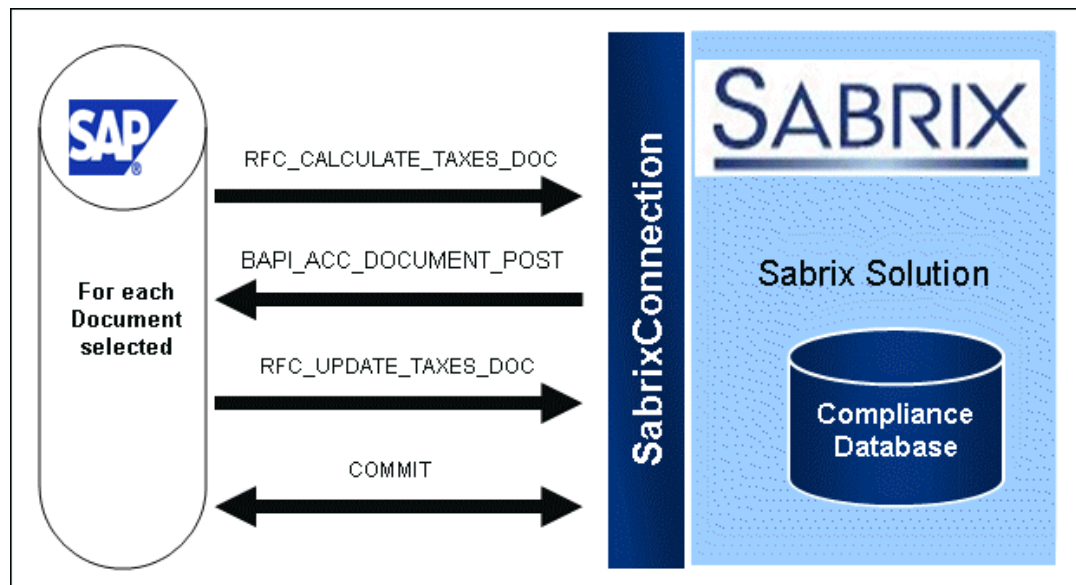 SAP
®
For each
Document
selected
RFC_CALCULATE_TAXES_DOC
BAPI_ACC_DOCUMENT_POST
RFC_UPDATE_TAXES_DOC
COMMIT
SabrixConnection
SABRIX
Sabrix Solution
Compliance
Database